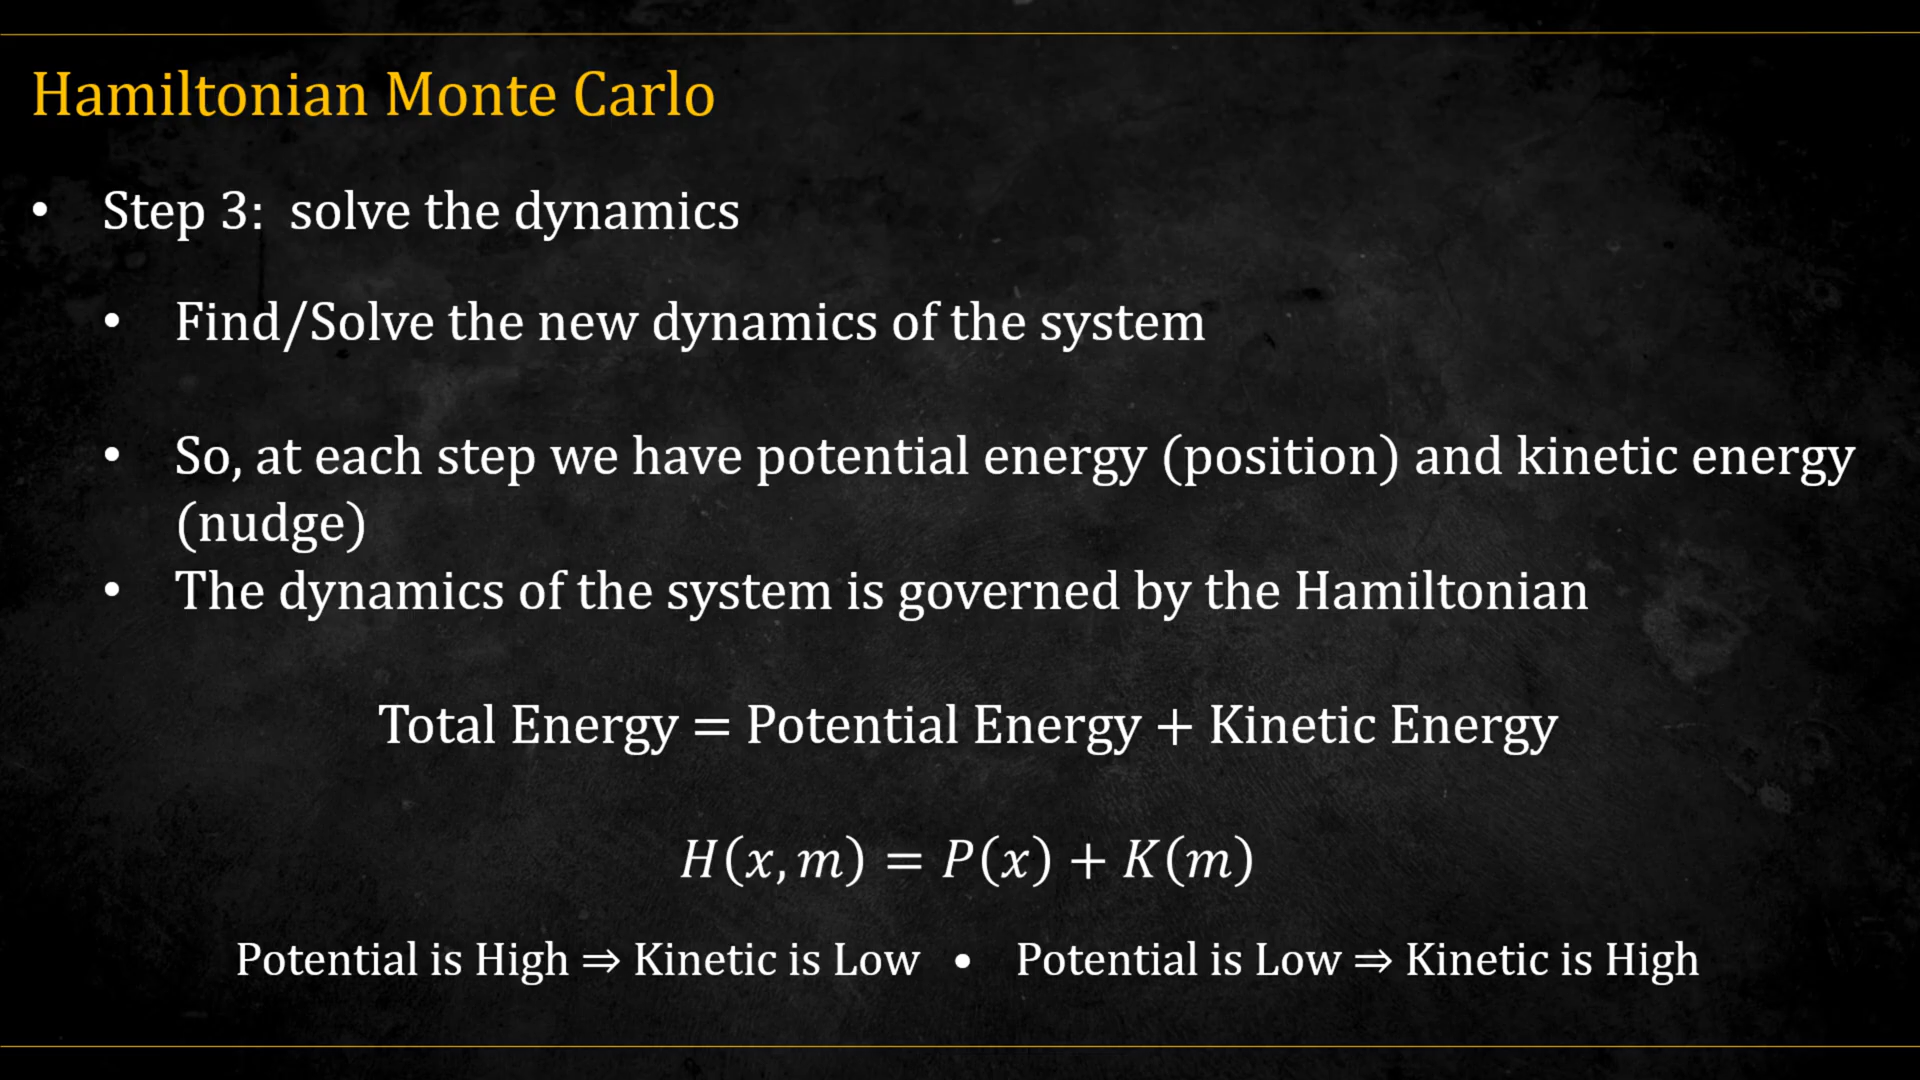 Hamiltonian Monte Carlo
• Step 3: solve the dynamics
• Find/Solve the new dynamics of the system
• So, at each step we have potential energy (position) and kinetic energy
(nudge)
• The dynamics of the system is governed by the Hamiltonian
Total Energy = Potential Energy + Kinetic Energy
H(x, m) = P(x) + K(m)
Potential is High ⇒ Kinetic is Low • Potential is Low ⇒ Kinetic is High